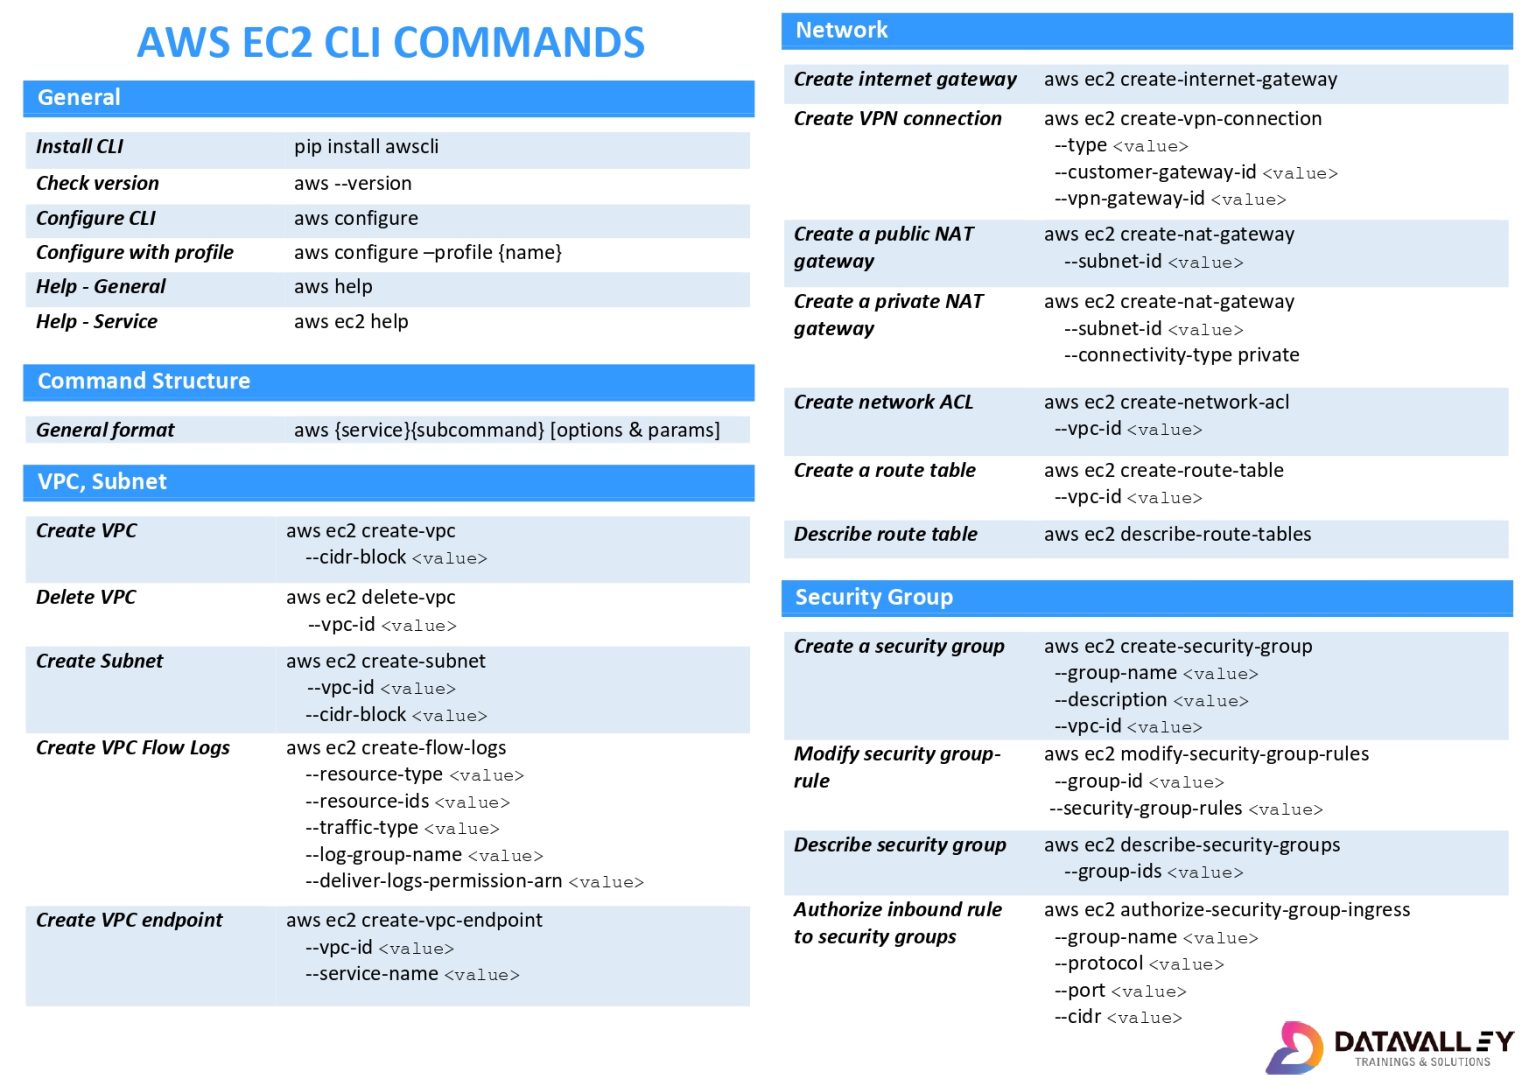 AWS EC2 CLI COMMANDS
General
Install CLI pip install awscli
Check version aws --version
Configure CLI aws configure
Configure with profile aws configure –profile {name}
Help - General aws help
Help - Service aws ec2 help
Command Structure
General format aws {service}{subcommand} [options & params]
VPC, Subnet
Create VPC aws ec2 create-vpc
--cidr-block <value>
Delete VPC aws ec2 delete-vpc
--vpc-id <value>
Create Subnet aws ec2 create-subnet
--vpc-id <value>
--cidr-block <value>
Create VPC Flow Logs aws ec2 create-flow-logs
--resource-type <value>
--resource-ids <value>
--traffic-type <value>
--log-group-name <value>
--deliver-logs-permission-arn <value>
Create VPC endpoint aws ec2 create-vpc-endpoint
--vpc-id <value>
--service-name <value>
Network
Create internet gateway aws ec2 create-internet-gateway
Create VPN connection aws ec2 create-vpn-connection
--type <value>
--customer-gateway-id <value>
--vpn-gateway-id <value>
Create a public NAT aws ec2 create-nat-gateway
gateway --subnet-id <value>
Create a private NAT aws ec2 create-nat-gateway
gateway --subnet-id <value>
--connectivity-type private
Create network ACL aws ec2 create-network-acl
--vpc-id <value>
Create a route table aws ec2 create-route-table
--vpc-id <value>
Describe route table aws ec2 describe-route-tables
Security Group
Create a security group aws ec2 create-security-group
--group-name <value>
--description <value>
--vpc-id <value>
Modify security group- aws ec2 modify-security-group-rules
rule --group-id <value>
--security-group-rules <value>
Describe security group aws ec2 describe-security-groups
--group-ids <value>
Authorize inbound rule aws ec2 authorize-security-group-ingress
to security groups --group-name <value>
--protocol <value>
--port <value>
--cidr <value>
DATAVALLEY
TRAININGS & SOLUTIONS